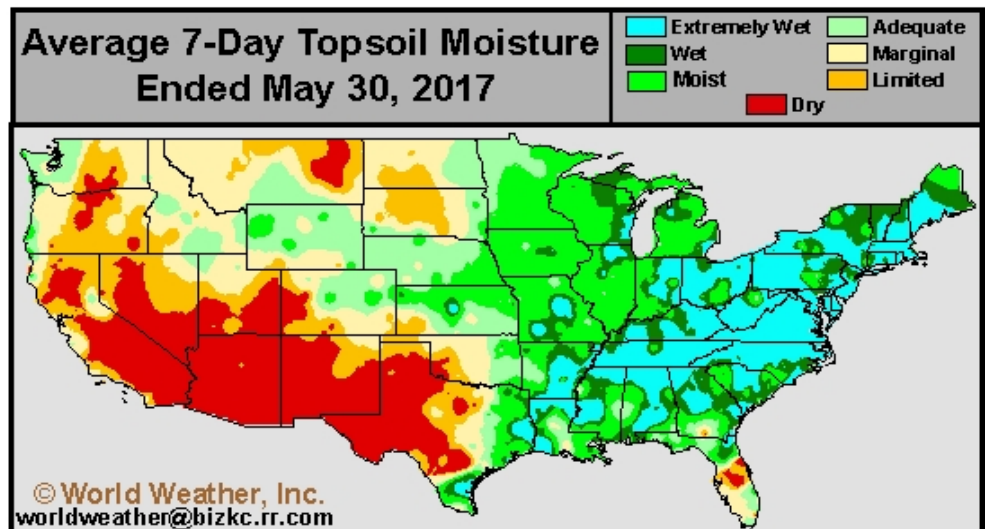 Average 7-Day Topsoil Moisture
Ended May 30, 2017
Extremely Wet
Adequate
Wet
Marginal
Moist
Limited
Dry
© World Weather, Inc.
worldweather@bizkc.rr.com